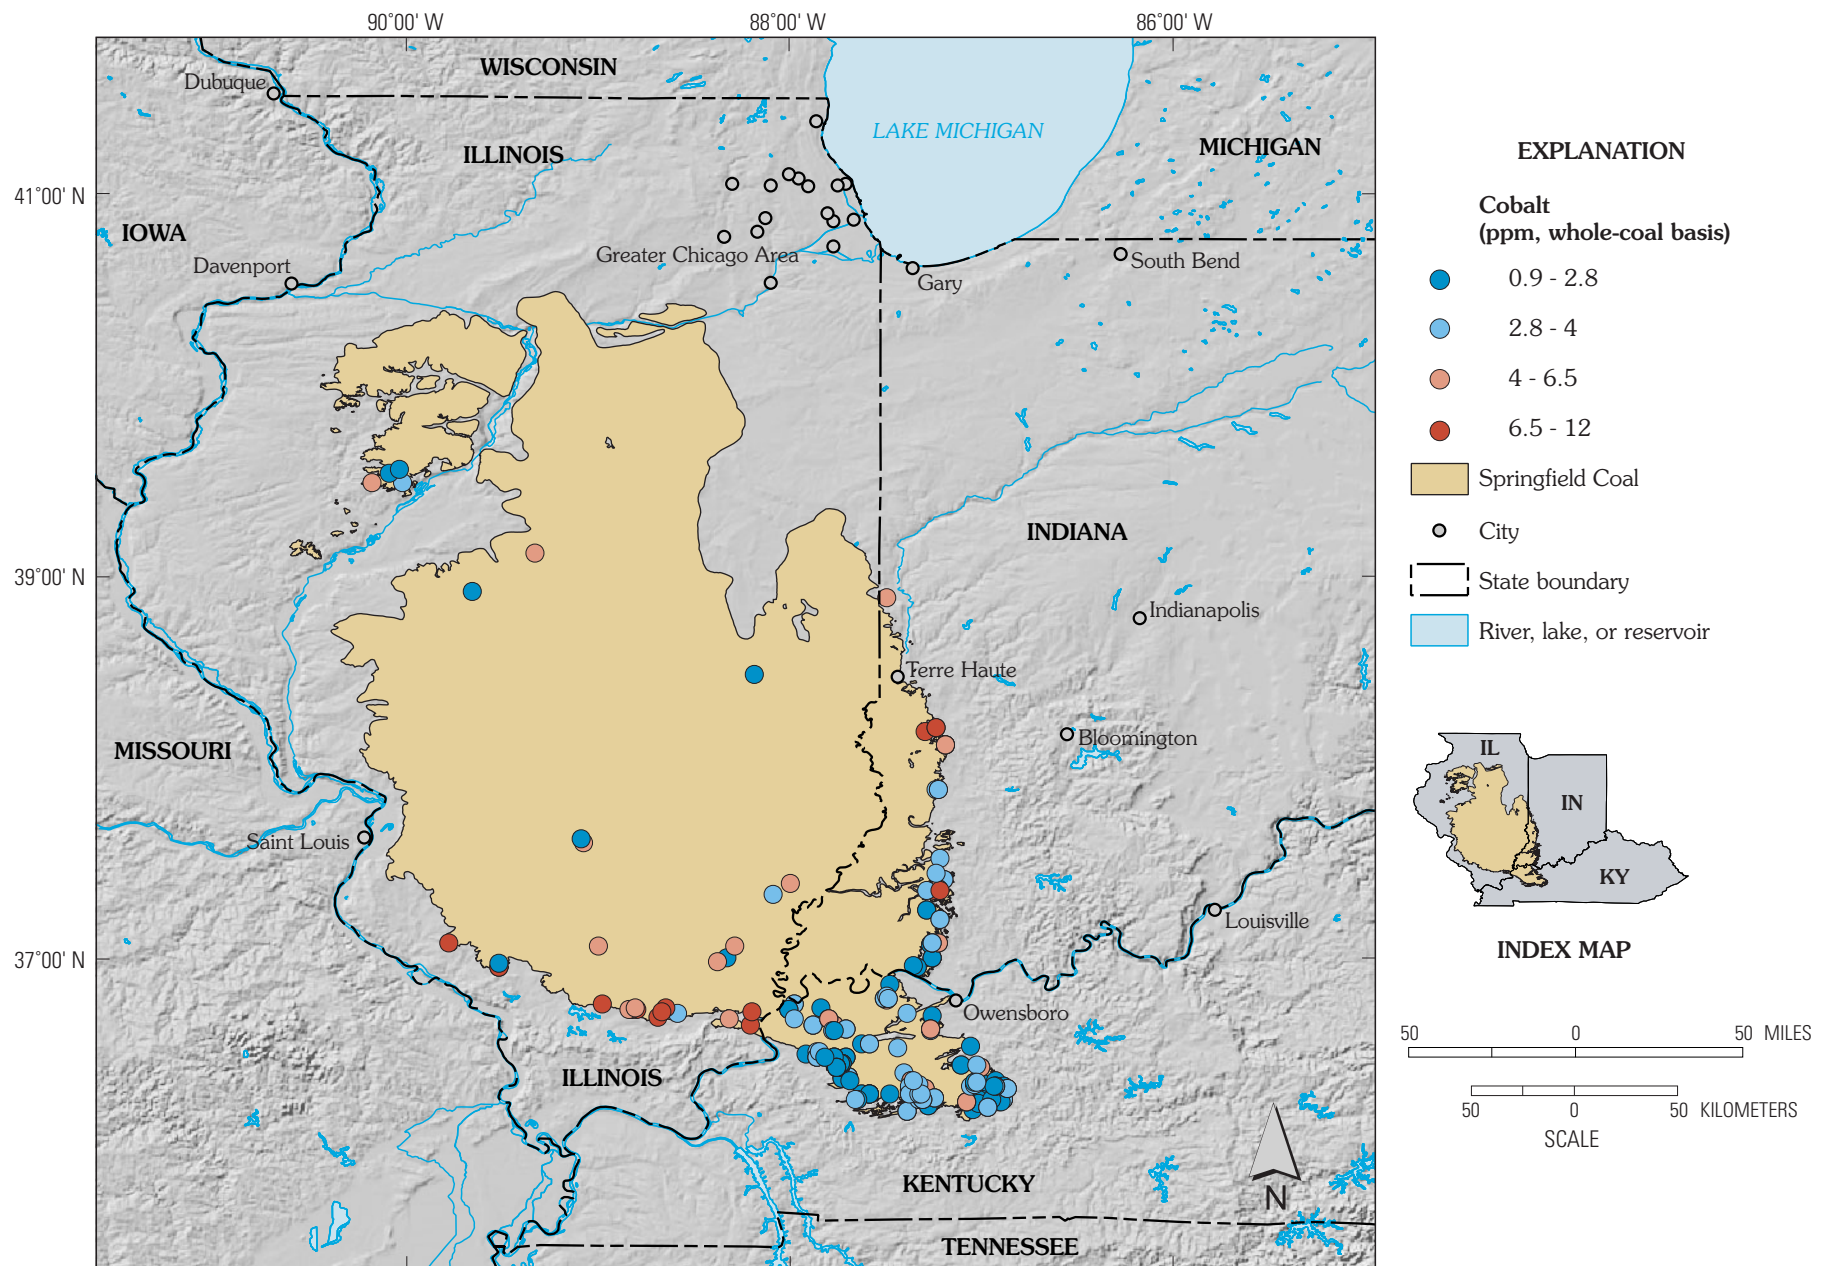 90°00' W
88°00' W
86°00' W
41°00' N
39°00' N
37°00' N
WISCONSIN
Dubuque
LAKE MICHIGAN
ILLINOIS
MICHIGAN
IOWA
Greater Chicago Area
Davenport
South Bend
Gary
INDIANA
Indianapolis
Terre Haute
Bloomington
MISSOURI
Saint Louis
Louisville
Owensboro
ILLINOIS
KENTUCKY
TENNESSEE
N
EXPLANATION
Cobalt
(ppm, whole-coal basis)
0.9 - 2.8
2.8 - 4
4 - 6.5
6.5 - 12
Springfield Coal
City
State boundary
River, lake, or reservoir
IL
IN
KY
INDEX MAP
50 0 50 MILES
50 0 50 KILOMETERS
SCALE